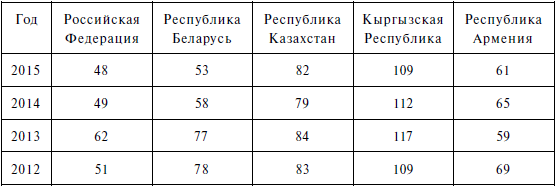 Год Российская Федерация Республика Беларусь Республика Казахстан Кыргызская Республика Республика Армения
2015 48 53 82 109 61
2014 49 58 79 112 65
2013 62 77 84 117 59
2012 51 78 83 109 69